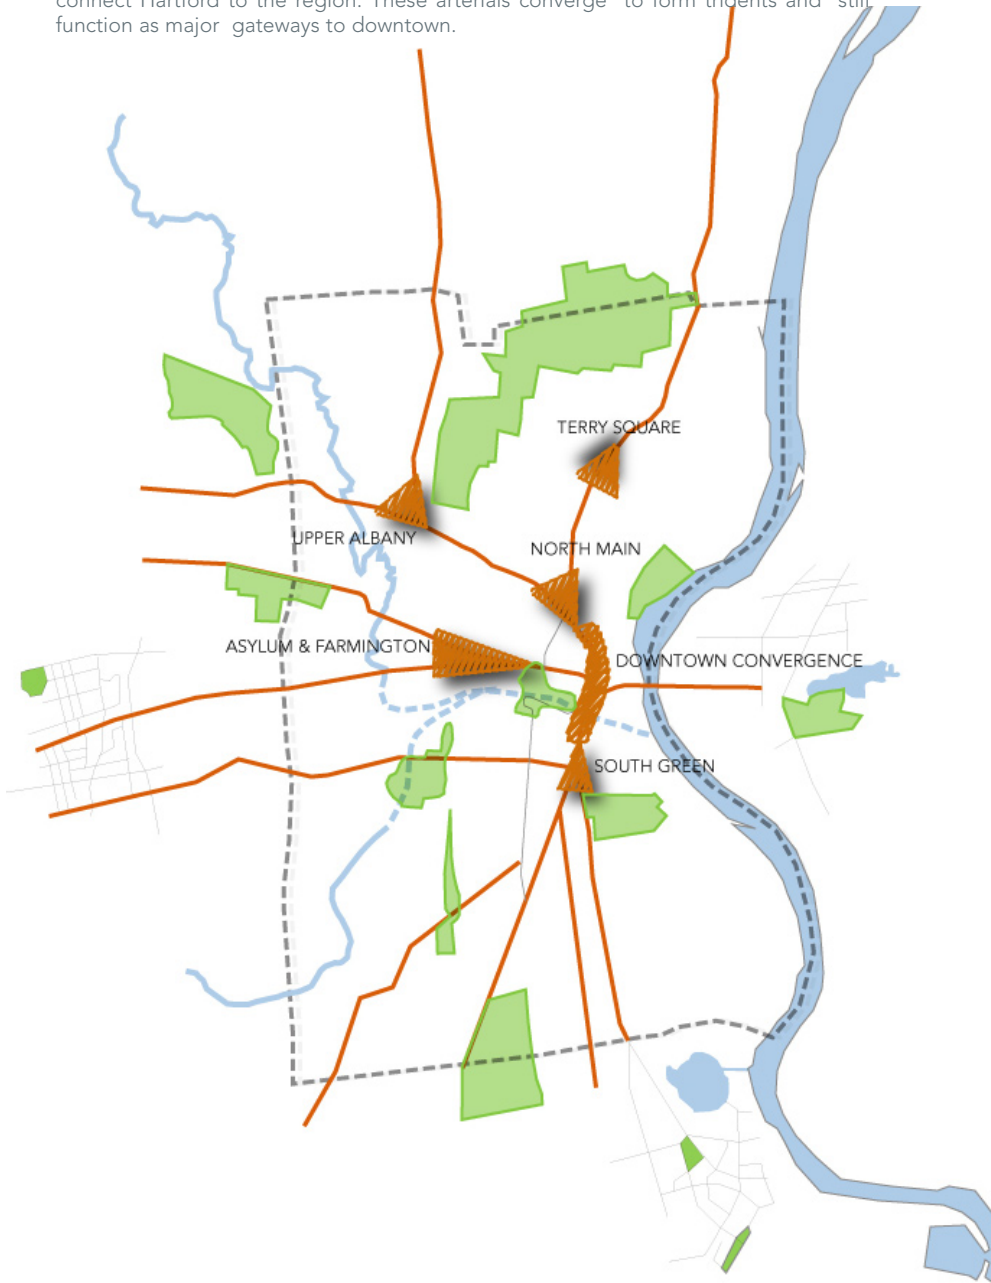 connect Hartford to the region. These arterials converge to form tridents and still
function as major gateways to downtown.
TERRY SQUARE
UPPER ALBANY
NORTH MAIN
ASYLUM & FARMINGTON
DOWNTOWN CONVERGENCE
SOUTH GREEN